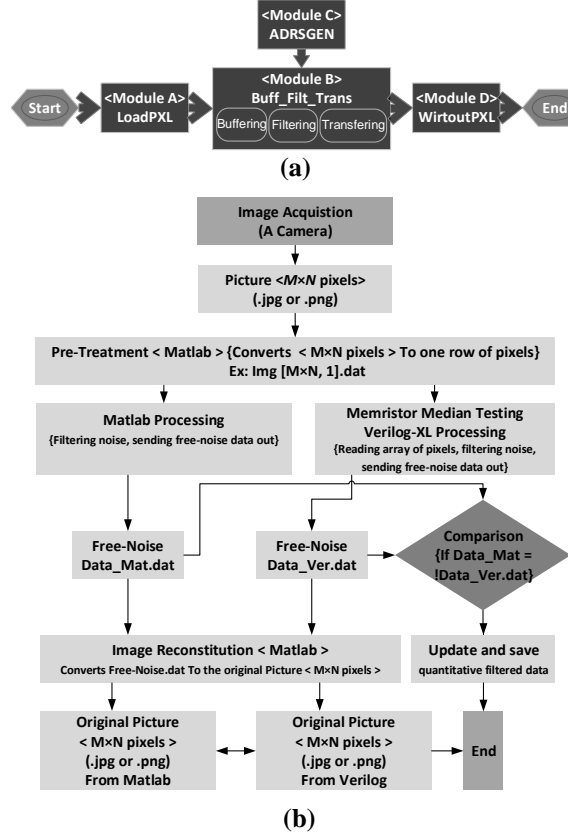 <Module C>
ADRSGEN
Start
<Module A>
LoadPXL
<Module B>
Buff_Filt_Trans
Buffering
Filtering
Transfering
<Module D>
WirtoutPXL
End
(a)
Image Acquistion
(A Camera)
Picture <M×N pixels>
(.jpg or .png)
Pre-Treatment < Matlab > {Converts < M×N pixels > To one row of pixels}
Ex: Img [M×N, 1].dat
Matlab Processing
{Filtering noise, sending free-noise data out}
Memristor Median Testing
Verilog-XL Processing
{Reading array of pixels, filtering noise,
sending free-noise data out}
Free-Noise
Data_Mat.dat
Free-Noise
Data_Ver.dat
Comparison
{If Data_Mat =
!Data_Ver.dat}
Image Reconstitution < Matlab >
Converts Free-Noise.dat To the original Picture < M×N pixels >
Update and save
quantitative filtered data
Original Picture
< M×N pixels >
(.jpg or .png)
From Matlab
Original Picture
< M×N pixels >
(.jpg or .png)
From Verilog
End
(b)